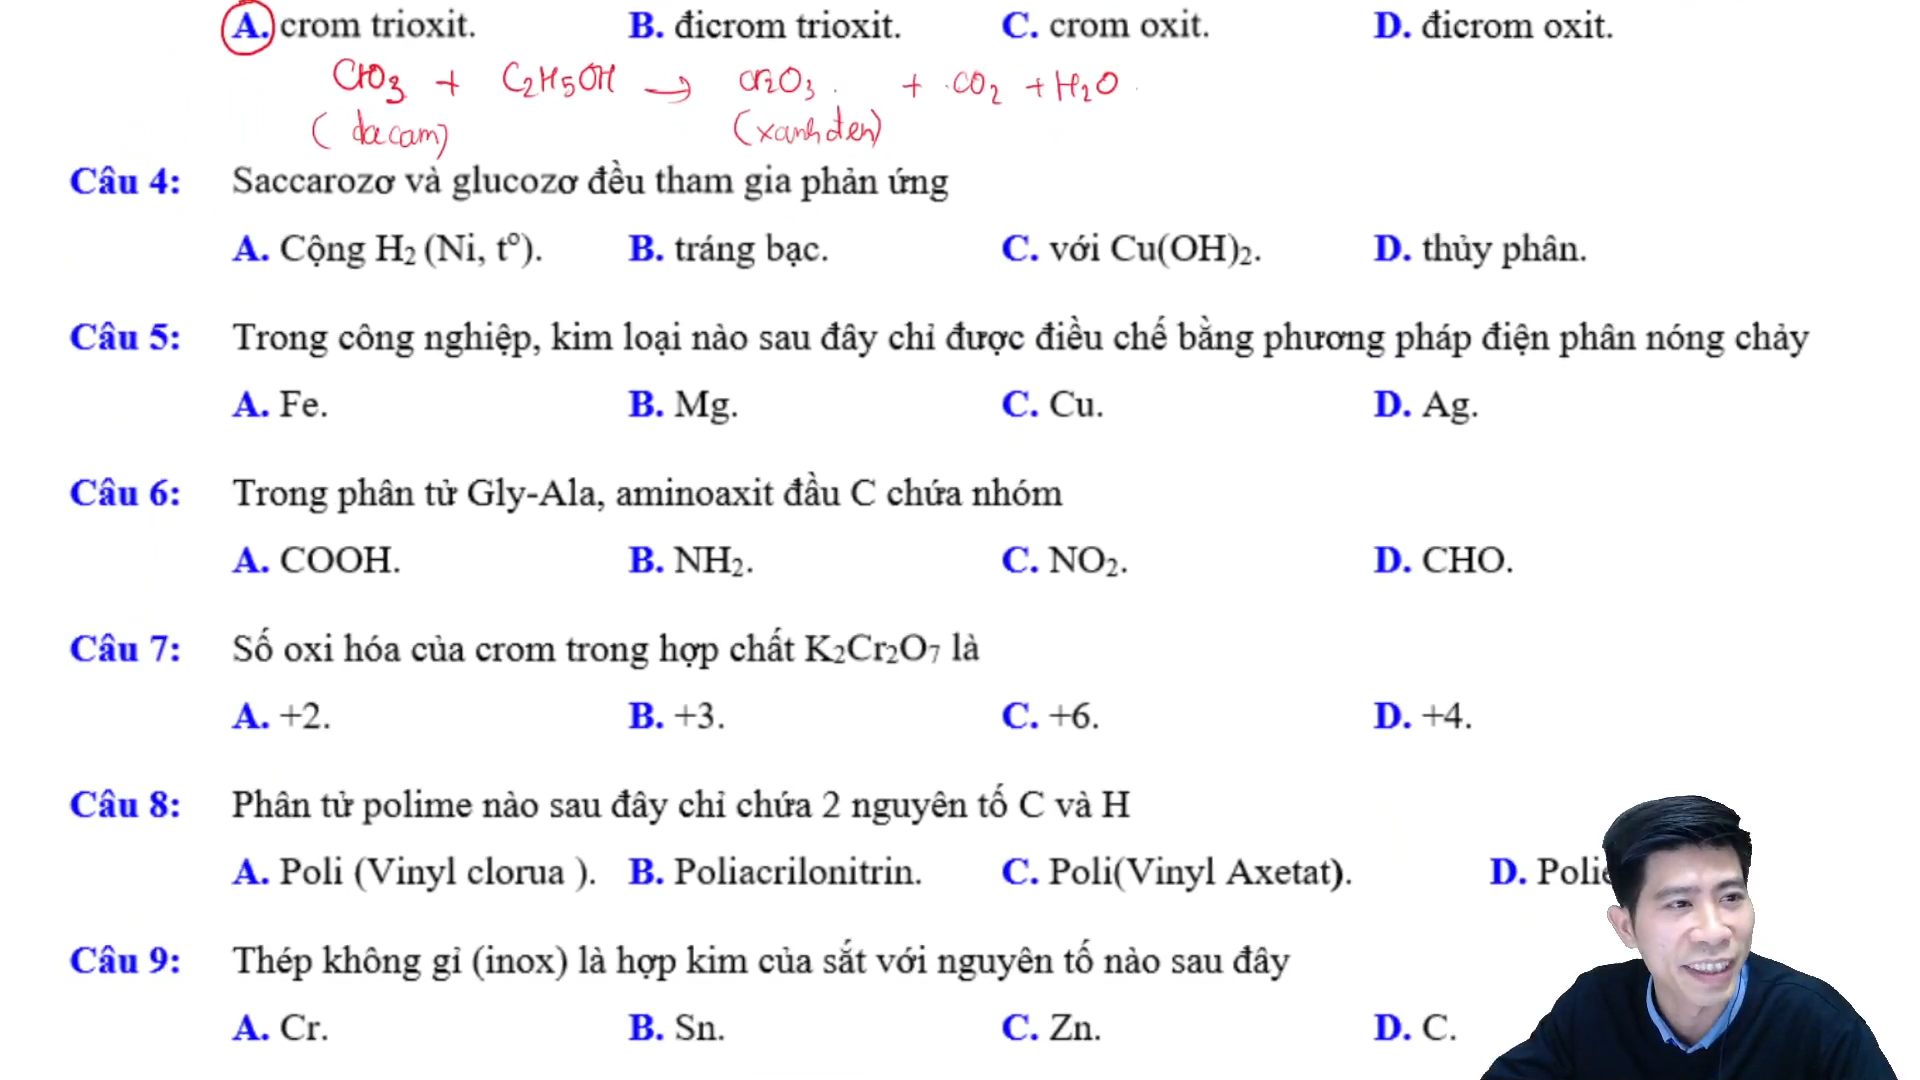 A. crom trioxit. B. đicrom trioxit. C. crom oxit. D. đicrom oxit.
CrO3 + C2H5OH → Cr2O3 + CO2 + H2O
(da cam) (xanh đen)
Câu 4: Saccarozơ và glucozơ đều tham gia phản ứng
A. Cộng H₂ (Ni, tº). B. tráng bạc. C. với Cu(OH)₂. D. thủy phân.
Câu 5: Trong công nghiệp, kim loại nào sau đây chỉ được điều chế bằng phương pháp điện phân nóng chảy
A. Fe. B. Mg. C. Cu. D. Ag.
Câu 6: Trong phân tử Gly-Ala, aminoaxit đầu C chứa nhóm
A. COOH. B. NH₂. C. NO₂. D. CHO.
Câu 7: Số oxi hóa của crom trong hợp chất K₂Cr₂O₇ là
A. +2. B. +3. C. +6. D. +4.
Câu 8: Phân tử polime nào sau đây chỉ chứa 2 nguyên tố C và H
A. Poli (Vinyl clorua ). B. Poliacrilonitrin. C. Poli(Vinyl Axetat). D.
Câu 9: Thép không gỉ (inox) là hợp kim của sắt với nguyên tố nào sau đây
A. Cr. B. Sn. C. Zn. D. C.